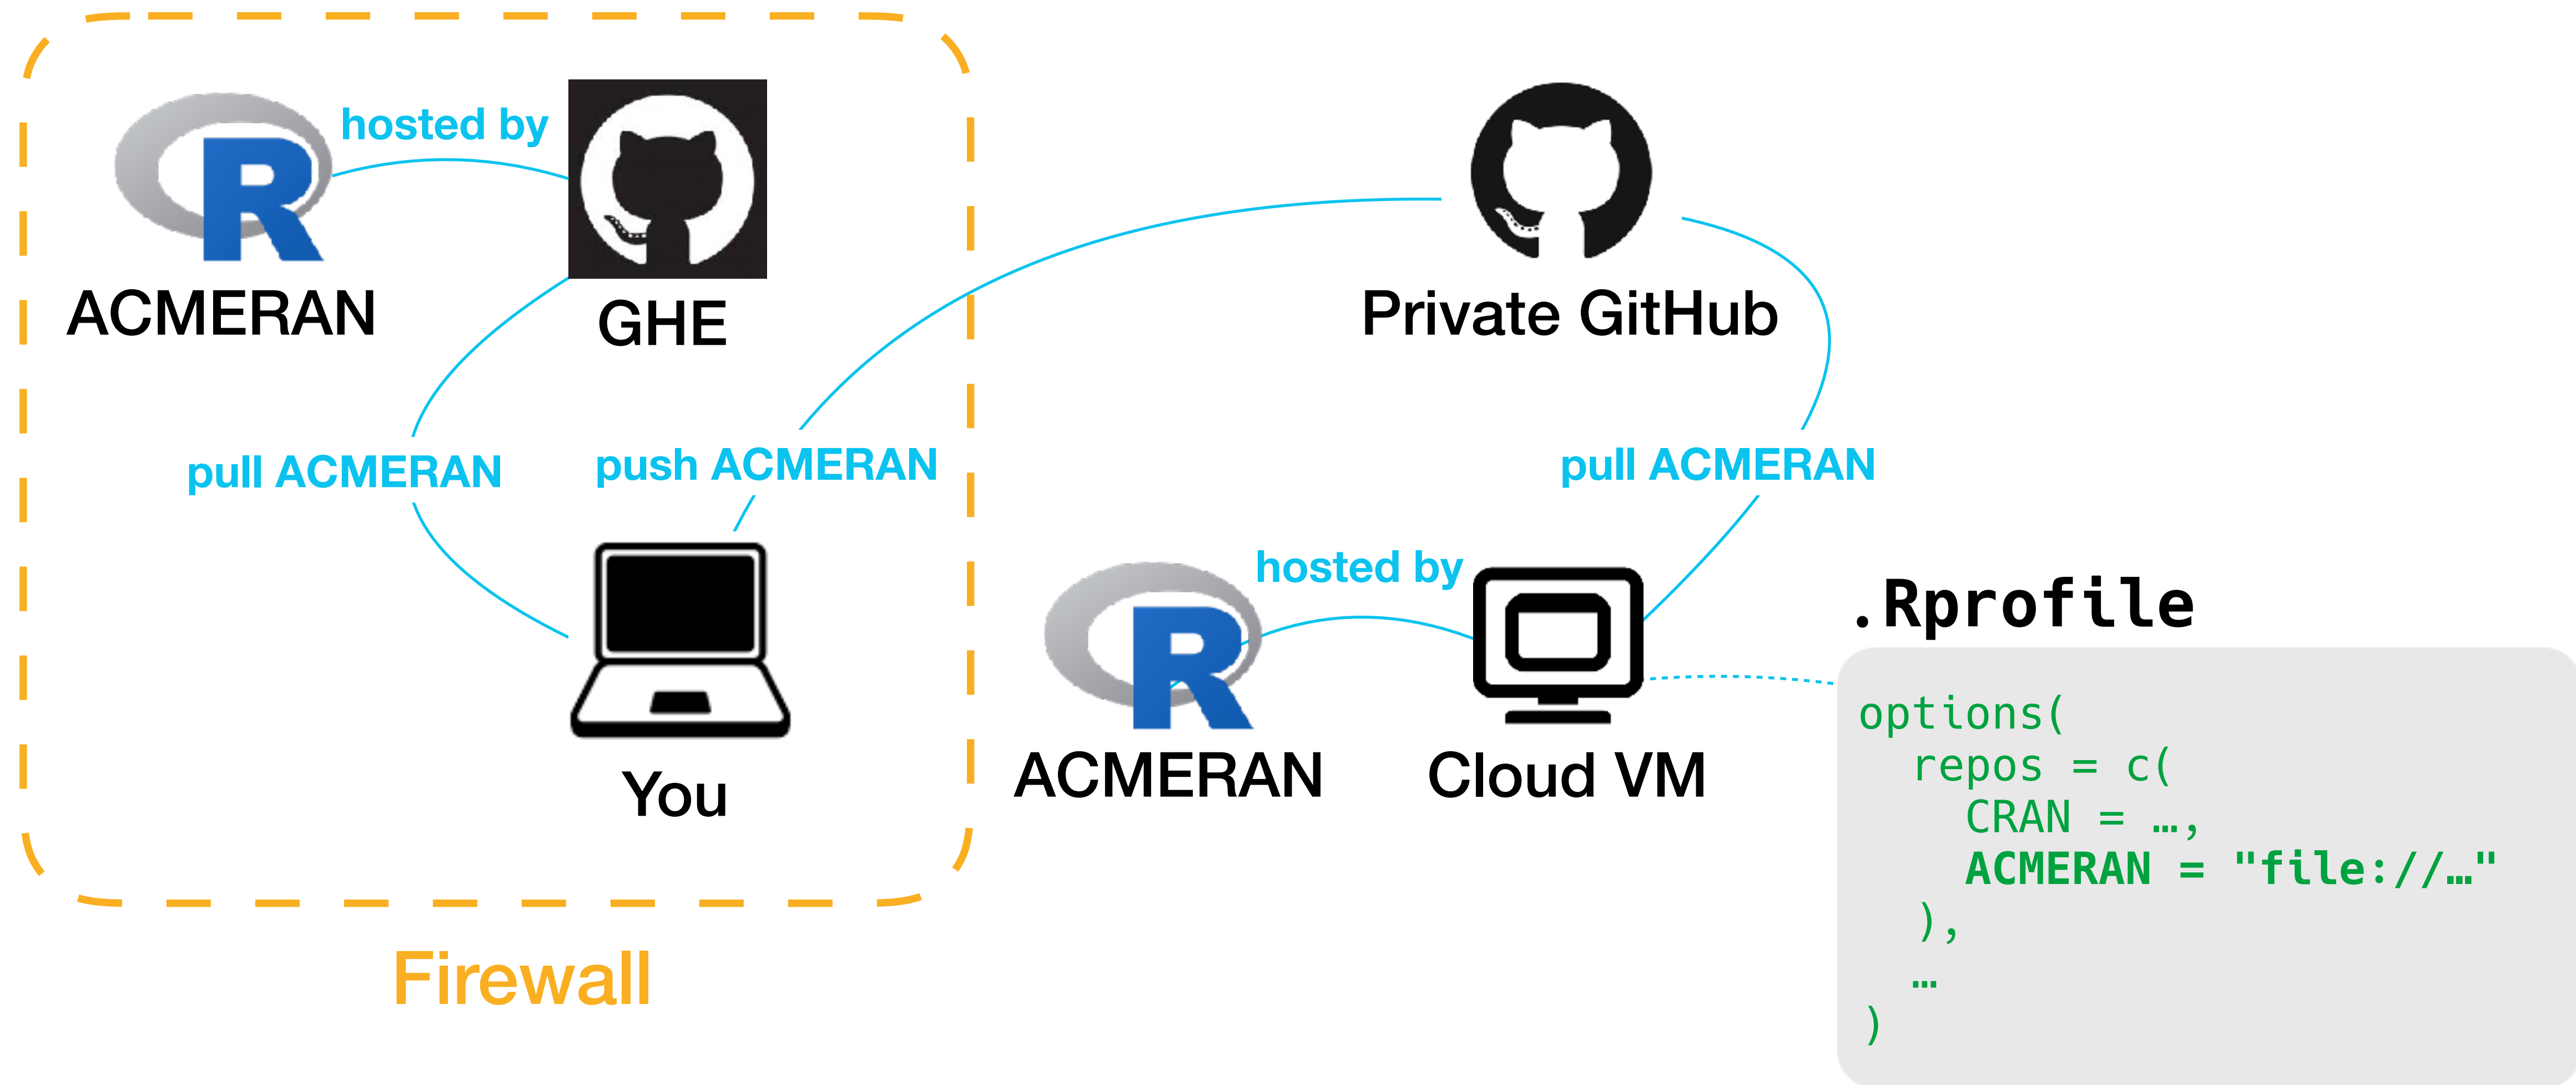 hosted by
ACMERAN
GHE
Private GitHub
pull ACMERAN
push ACMERAN
pull ACMERAN
You
hosted by
ACMERAN
Cloud VM
Firewall
.Rprofile
options(
  repos = c(
    CRAN = …,
    ACMERAN = "file://…"
  ),
  …
)